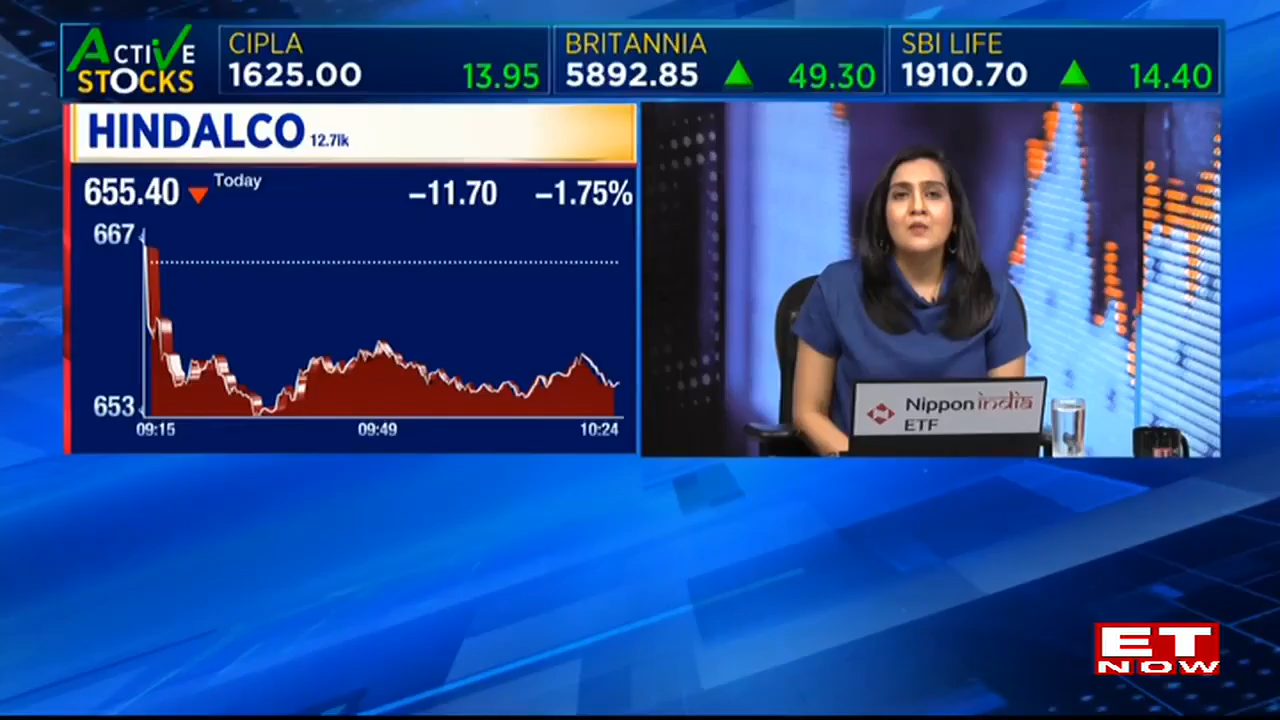 ACTIVE STOCKS
CIPLA
1625.00 13.95
BRITANNIA
5892.85 ▲ 49.30
SBI LIFE
1910.70 ▲ 14.40
HINDALCO 12.71k
655.40 ▼ Today -11.70 -1.75%
667
653
09:15 09:49 10:24
Nippon india
ETF
ET
NOW